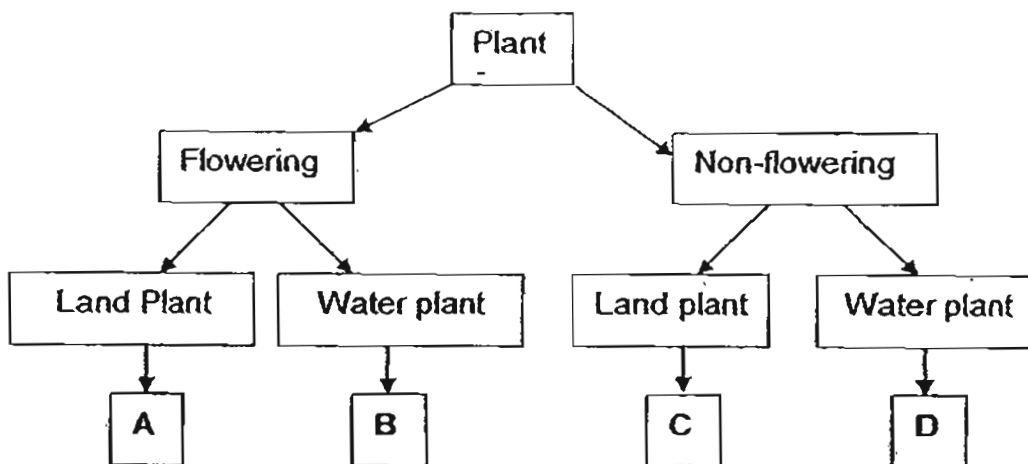 Plant
Flowering
Non-flowering
Land Plant
Water plant
Land plant
Water plant
A
B
C
D